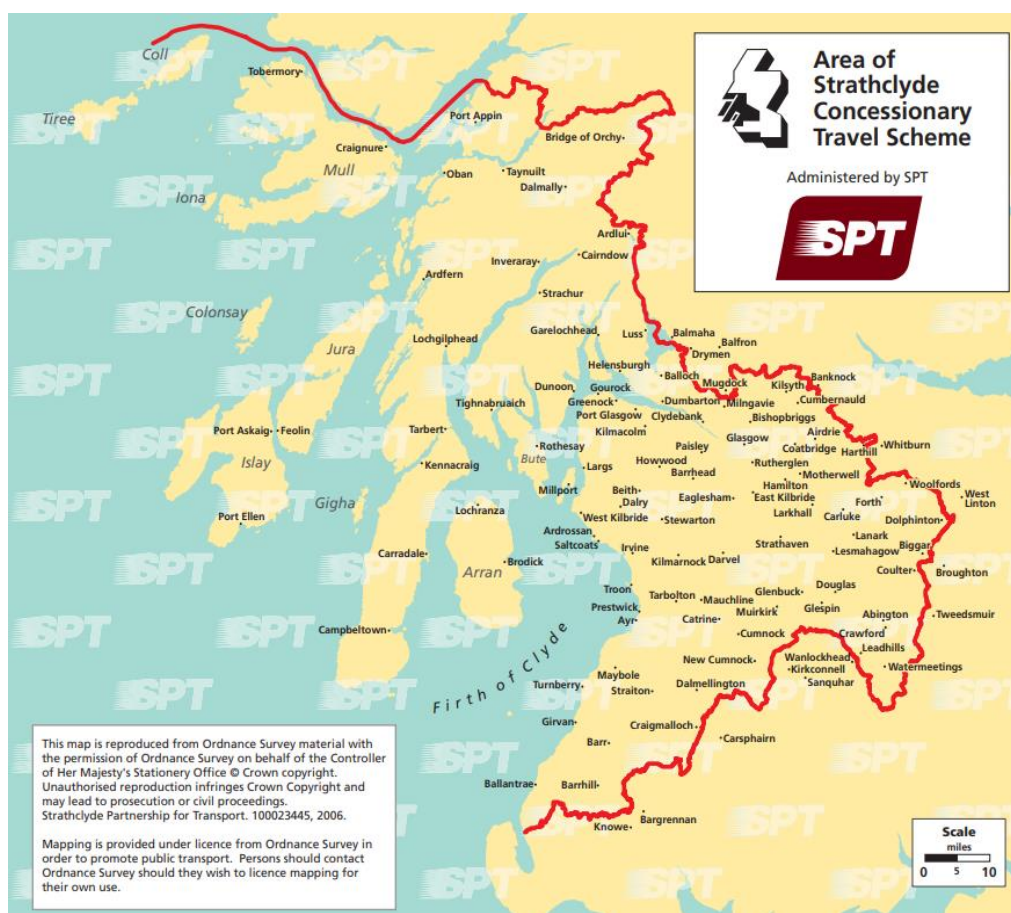 Area of
Strathclyde
Concessionary
Travel Scheme
Administered by SPT
SPT
Coll
Tobermory
Tiree
Port Appin
Bridge of Orchy
Craignure
Mull
Oban
Taynuilt
Dalmally
Iona
Ardlui
Inveraray
Cairndow
Ardfern
Strachur
Colonsay
Garelochhead
Luss
Balmaha
Lochgilphead
Balfron
Jura
Drymen
Helensburgh
Balloch
Banknock
Mugdock
Kilsyth
Dunoon
Gourock
Tighnabruaich
Greenock
Dumbarton
Milngavie
Cumbernauld
Port Glasgow
Clydebank
Bishopbriggs
Port Askaig
Feolin
Tarbert
Kilmacolm
Airdrie
Glasgow
Rothesay
Paisley
Coatbridge
Harthill
Whitburn
Bute
Islay
Kennacraig
Largs
Howwood
Rutherglen
Barrhead
Motherwell
Hamilton
Woolfords
Millport
Beith
Eaglesham
East Kilbride
Forth
West
Linton
Gigha
Dalry
Larkhall
Carluke
Lochranza
Port Ellen
West Kilbride
Stewarton
Dolphinton
Ardrossan
Saltcoats
Lanark
Irvine
Strathaven
Lesmahagow
Biggar
Carradale
Brodick
Kilmarnock
Darvel
Arran
Coulter
Broughton
Troon
Tarbolton
Mauchline
Glenbuck
Douglas
Prestwick
Muirkirk
Glespin
Ayr
Catrine
Abington
Tweedsmuir
Campbeltown
Cumnock
Crawford
Leadhills
Firth of Clyde
New Cumnock
Wanlockhead
Kirkconnell
Watermeetings
Maybole
Sanquhar
Turnberry
Straiton
Dalmellington
Girvan
Craigmalloch
Carsphairn
Barr
Ballantrae
Barrhill
Bargrennan
Knowe
This map is reproduced from Ordnance Survey material with
the permission of Ordnance Survey on behalf of the Controller
of Her Majesty's Stationery Office © Crown copyright.
Unauthorised reproduction infringes Crown Copyright and
may lead to prosecution or civil proceedings.
Strathclyde Partnership for Transport. 100023445, 2006.
Mapping is provided under licence from Ordnance Survey in
order to promote public transport. Persons should contact
Ordnance Survey should they wish to licence mapping for
their own use.
Scale
miles
0 5 10